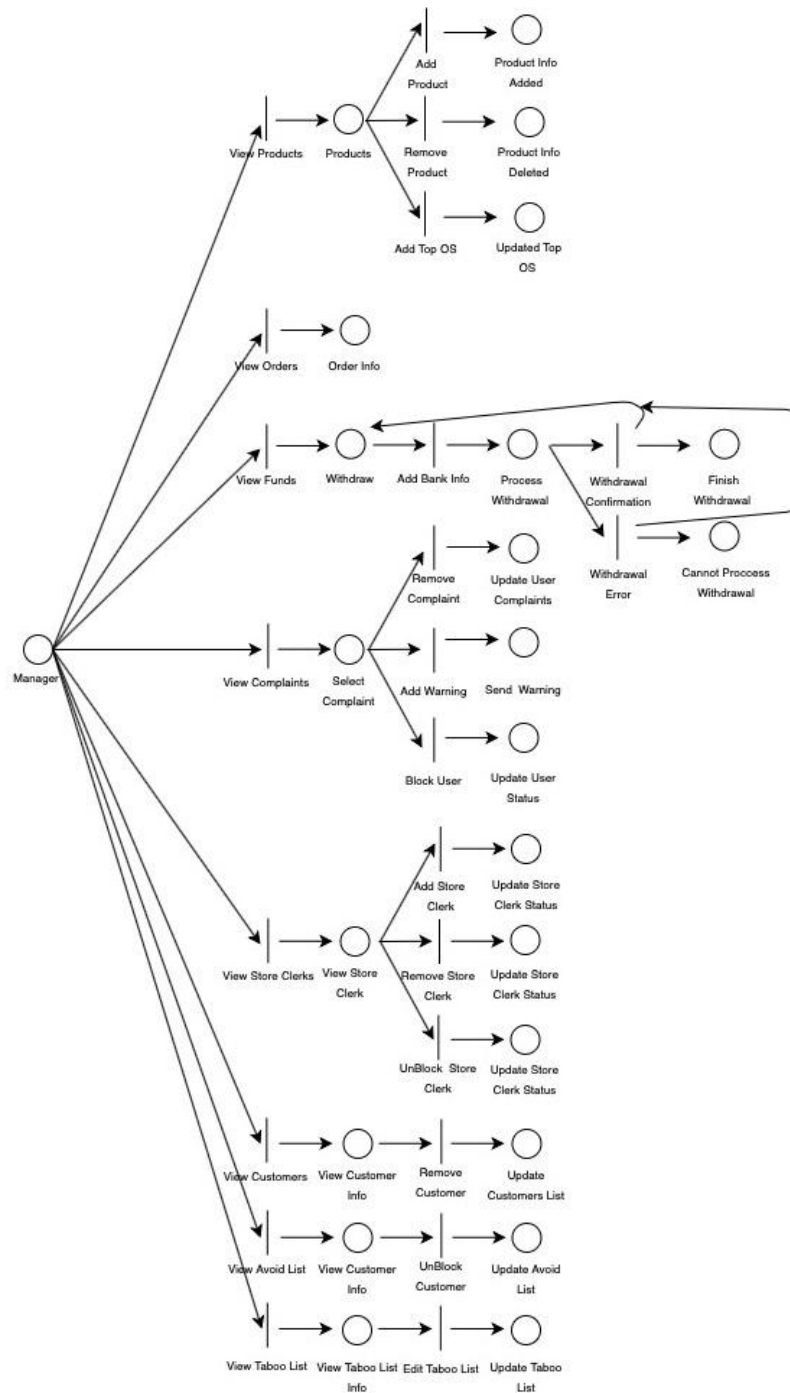 Add
Product
Product Info
Added
View Products
Products
Remove
Product
Product Info
Deleted
Add Top OS
Updated Top
OS
View Orders
Order Info
View Funds
Withdraw
Add Bank Info
Process
Withdrawal
Withdrawal
Confirmation
Finish
Withdrawal
Withdrawal
Error
Cannot Proccess
Withdrawal
Remove
Complaint
Update User
Complaints
Manager
View Complaints
Select
Complaint
Add Warning
Send Warning
Block User
Update User
Status
Add Store
Clerk
Update Store
Clerk Status
View Store Clerks
View Store
Clerk
Remove Store
Clerk
Update Store
Clerk Status
UnBlock Store
Clerk
Update Store
Clerk Status
View Customers
View Customer
Info
Remove
Customer
Update
Customers List
View Avoid List
View Customer
Info
UnBlock
Customer
Update Avoid
List
View Taboo List
View Taboo List
Info
Edit Taboo List
Update Taboo
List